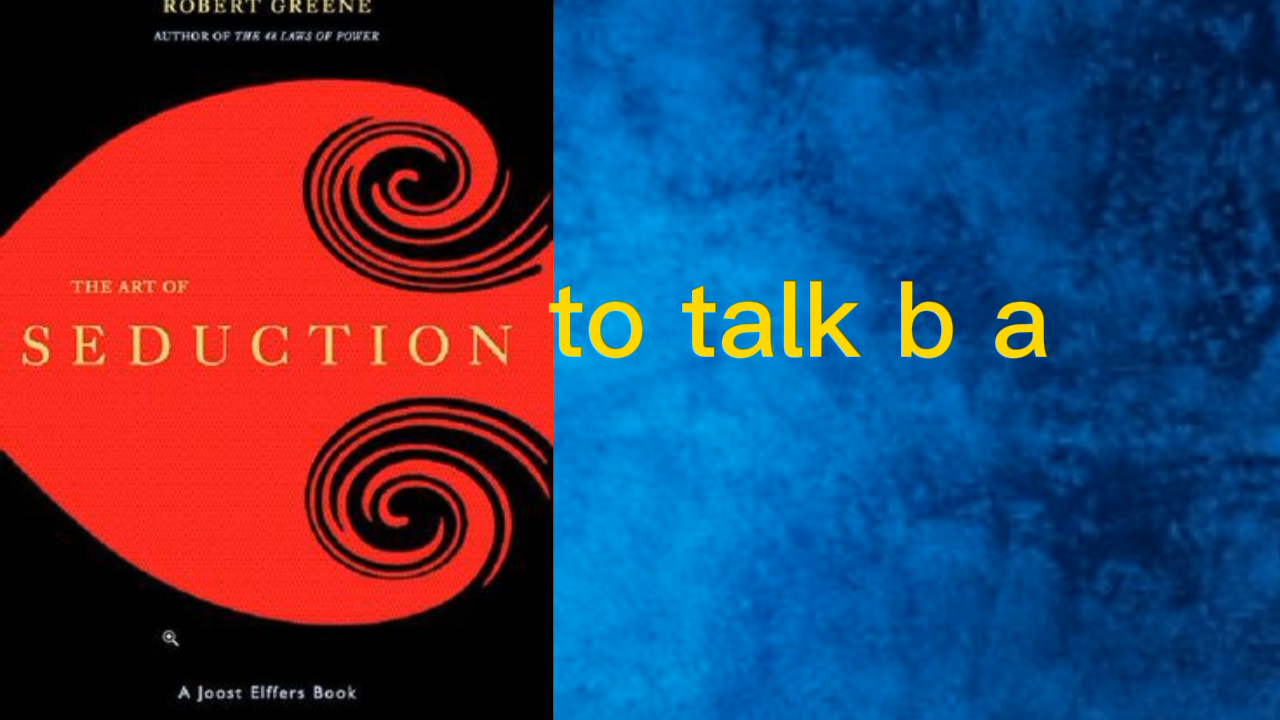 ROBERT GREENE
AUTHOR OF THE 48 LAWS OF POWER
THE ART OF
SEDUCTION
to talk b a
A Joost Elffers Book